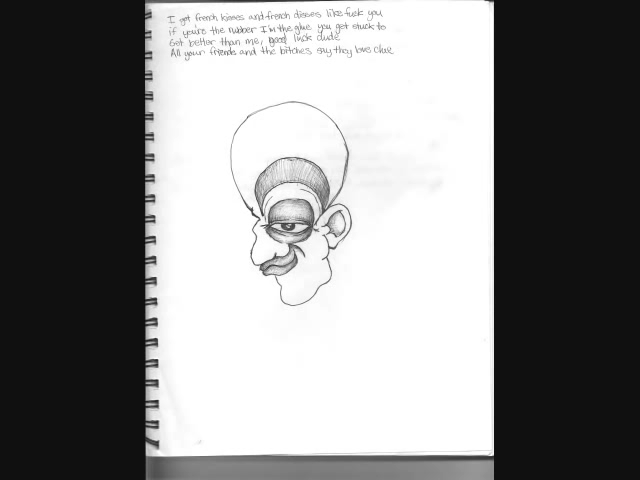 I got french kisses and french disses like fuck you
if you're the rubber I'm the glue you get stuck to
Get better than me, good luck dude
All your friends and the bitches say they love clue